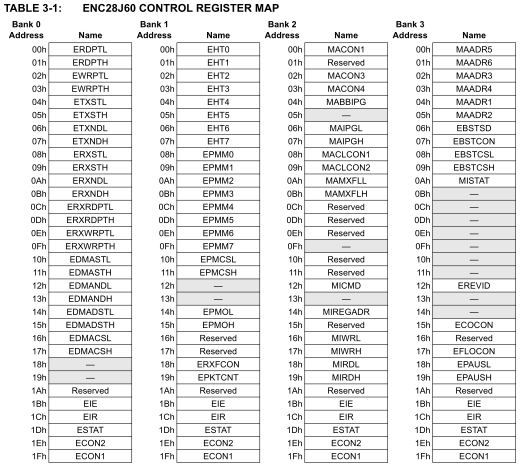 TABLE 3-1: ENC28J60 CONTROL REGISTER MAP
Bank 0 Bank 1 Bank 2 Bank 3
Address Name Address Name Address Name Address Name
00h ERDPTL 00h EHT0 00h MACON1 00h MAADR5
01h ERDPTH 01h EHT1 01h Reserved 01h MAADR6
02h EWRPTL 02h EHT2 02h MACON3 02h MAADR3
03h EWRPTH 03h EHT3 03h MACON4 03h MAADR4
04h ETXSTL 04h EHT4 04h MABBIPG 04h MAADR1
05h ETXSTH 05h EHT5 05h — 05h MAADR2
06h ETXNDL 06h EHT6 06h MAIPGL 06h EBSTSD
07h ETXNDH 07h EHT7 07h MAIPGH 07h EBSTCON
08h ERXSTL 08h EPMM0 08h MACLCON1 08h EBSTCSL
09h ERXSTH 09h EPMM1 09h MACLCON2 09h EBSTCSH
0Ah ERXNDL 0Ah EPMM2 0Ah MAMXFLL 0Ah MISTAT
0Bh ERXNDH 0Bh EPMM3 0Bh MAMXFLH 0Bh —
0Ch ERXRDPTL 0Ch EPMM4 0Ch Reserved 0Ch —
0Dh ERXRDPTH 0Dh EPMM5 0Dh Reserved 0Dh —
0Eh ERXWRPTL 0Eh EPMM6 0Eh Reserved 0Eh —
0Fh ERXWRPTH 0Fh EPMM7 0Fh — 0Fh —
10h EDMASTL 10h EPMCSL 10h Reserved 10h —
11h EDMASTH 11h EPMCSH 11h Reserved 11h —
12h EDMANDL 12h — 12h MICMD 12h EREVID
13h EDMANDH 13h — 13h — 13h —
14h EDMADSTL 14h EPMOL 14h MIREGADR 14h —
15h EDMADSTH 15h EPMOH 15h Reserved 15h ECOCON
16h EDMACSL 16h Reserved 16h MIWRL 16h Reserved
17h EDMACSH 17h Reserved 17h MIWRH 17h EFLOCON
18h — 18h ERXFCON 18h MIRDL 18h EPAUSL
19h — 19h EPKTCNT 19h MIRDH 19h EPAUSH
1Ah Reserved 1Ah Reserved 1Ah Reserved 1Ah Reserved
1Bh EIE 1Bh EIE 1Bh EIE 1Bh EIE
1Ch EIR 1Ch EIR 1Ch EIR 1Ch EIR
1Dh ESTAT 1Dh ESTAT 1Dh ESTAT 1Dh ESTAT
1Eh ECON2 1Eh ECON2 1Eh ECON2 1Eh ECON2
1Fh ECON1 1Fh ECON1 1Fh ECON1 1Fh ECON1